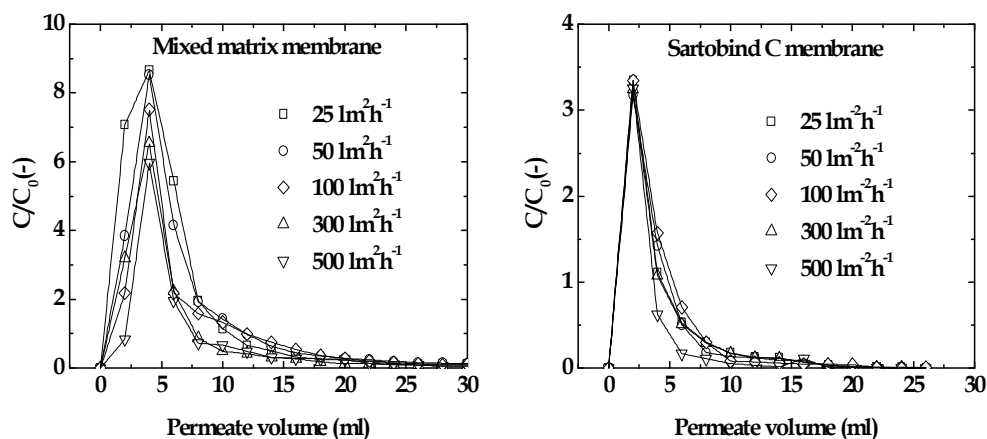 Mixed matrix membrane
C/C₀(-)
10
8
6
4
2
0
25 lm²h⁻¹
50 lm²h⁻¹
100 lm²h⁻¹
300 lm²h⁻¹
500 lm²h⁻¹
0 5 10 15 20 25 30
Permeate volume (ml)
Sartobind C membrane
C/C₀(-)
4
3
2
1
0
25 lm⁻²h⁻¹
50 lm⁻²h⁻¹
100 lm⁻²h⁻¹
300 lm⁻²h⁻¹
500 lm⁻²h⁻¹
0 5 10 15 20 25 30
Permeate volume (ml)